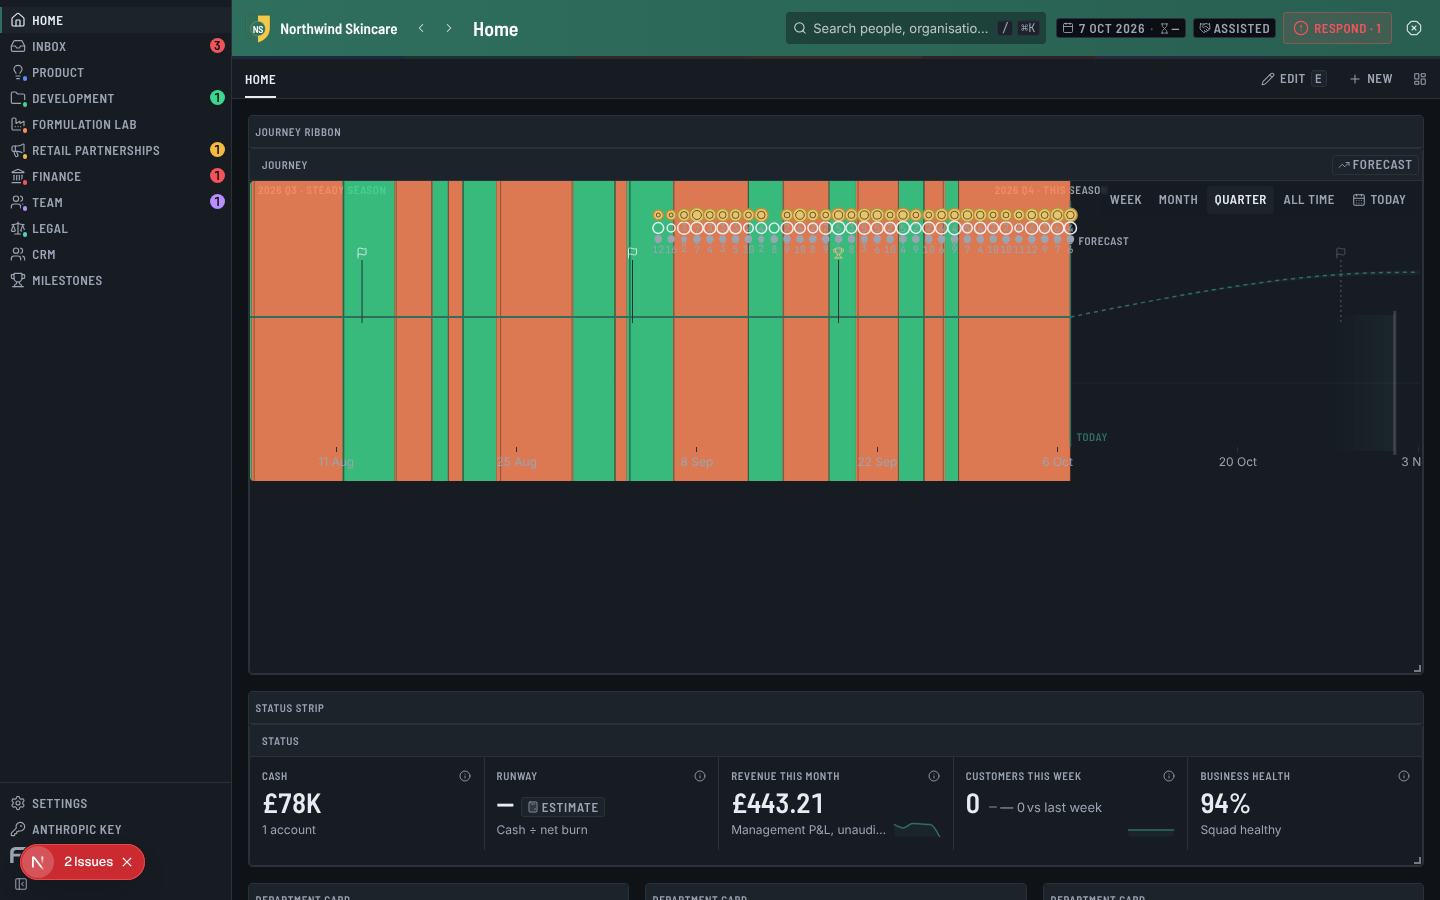 HOME
INBOX 3
PRODUCT
DEVELOPMENT 1
FORMULATION LAB
RETAIL PARTNERSHIPS 1
FINANCE 1
TEAM 1
LEGAL
CRM
MILESTONES
SETTINGS
ANTHROPIC KEY
N 2 Issues
NS Northwind Skincare
Home
Search people, organisatio... / ⌘K
7 OCT 2026 · –
ASSISTED
RESPOND · 1
HOME
EDIT E
NEW
JOURNEY RIBBON
JOURNEY
FORECAST
2026 Q3 · STEADY SEASON
2026 Q4 · THIS SEASO
WEEK MONTH QUARTER ALL TIME TODAY
FORECAST
TODAY
11 Aug 25 Aug 8 Sep 22 Sep 6 Oct 20 Oct 3 N
STATUS STRIP
STATUS
CASH
£78K
1 account
RUNWAY
– ESTIMATE
Cash ÷ net burn
REVENUE THIS MONTH
£443.21
Management P&L, unaudi...
CUSTOMERS THIS WEEK
0 – — 0 vs last week
BUSINESS HEALTH
94%
Squad healthy
DEPARTMENT CARD DEPARTMENT CARD DEPARTMENT CARD